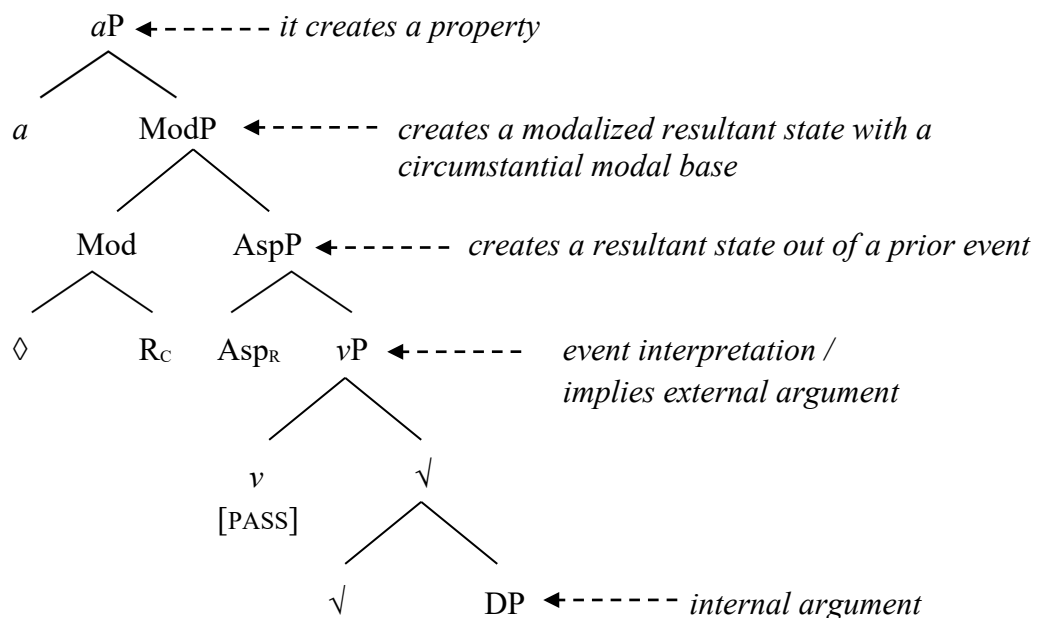 aP it creates a property
a ModP creates a modalized resultant state with a
circumstantial modal base
Mod AspP creates a resultant state out of a prior event
◊ R_C Asp_R vP event interpretation /
implies external argument
v √
[PASS]
√ DP internal argument